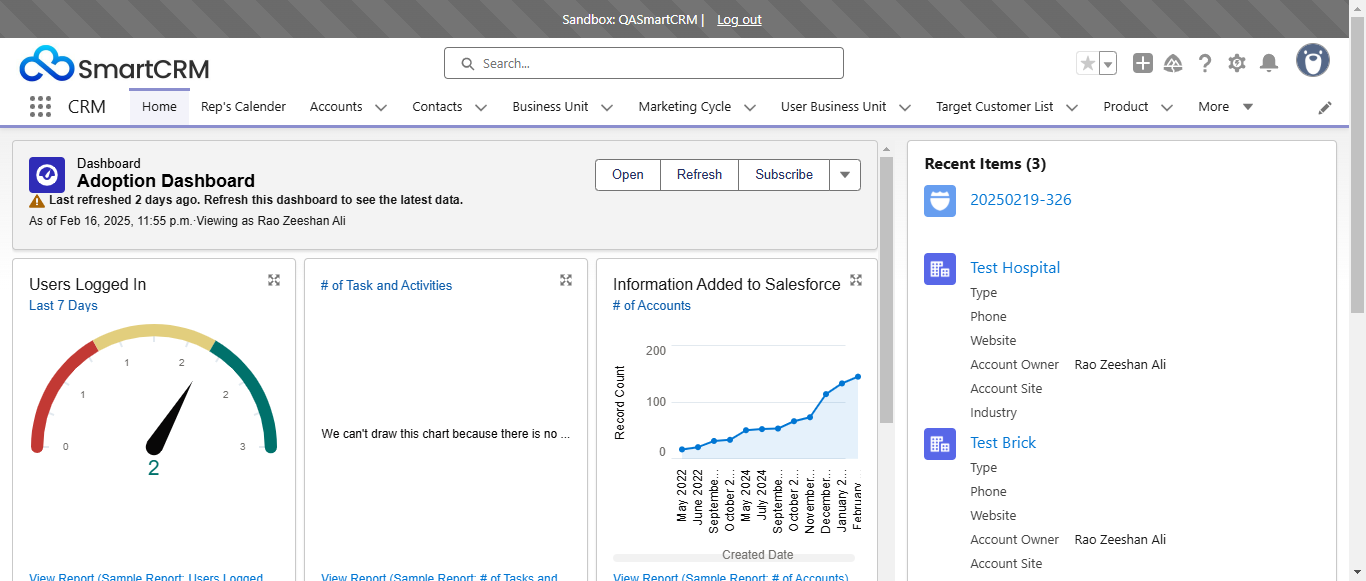 Sandbox: QASmartCRM | Log out
SmartCRM
Search...
CRM
Home
Rep's Calender
Accounts
Contacts
Business Unit
Marketing Cycle
User Business Unit
Target Customer List
Product
More
Dashboard
Adoption Dashboard
Last refreshed 2 days ago. Refresh this dashboard to see the latest data.
As of Feb 16, 2025, 11:55 p.m.·Viewing as Rao Zeeshan Ali
Open
Refresh
Subscribe
Users Logged In
Last 7 Days
0
1
1
2
2
3
2
View Report (Sample Report: Users Logged
# of Task and Activities
We can't draw this chart because there is no ...
View Report (Sample Report: # of Tasks and
Information Added to Salesforce
# of Accounts
Record Count
200
100
0
May 2022
June 2022
Septembe...
October 2...
May 2024
July 2024
Septembe...
October 2...
November...
December...
January 2...
February
Created Date
View Report (Sample Report: # of Accounts)
Recent Items (3)
20250219-326
Test Hospital
Type
Phone
Website
Account Owner Rao Zeeshan Ali
Account Site
Industry
Test Brick
Type
Phone
Website
Account Owner Rao Zeeshan Ali
Account Site